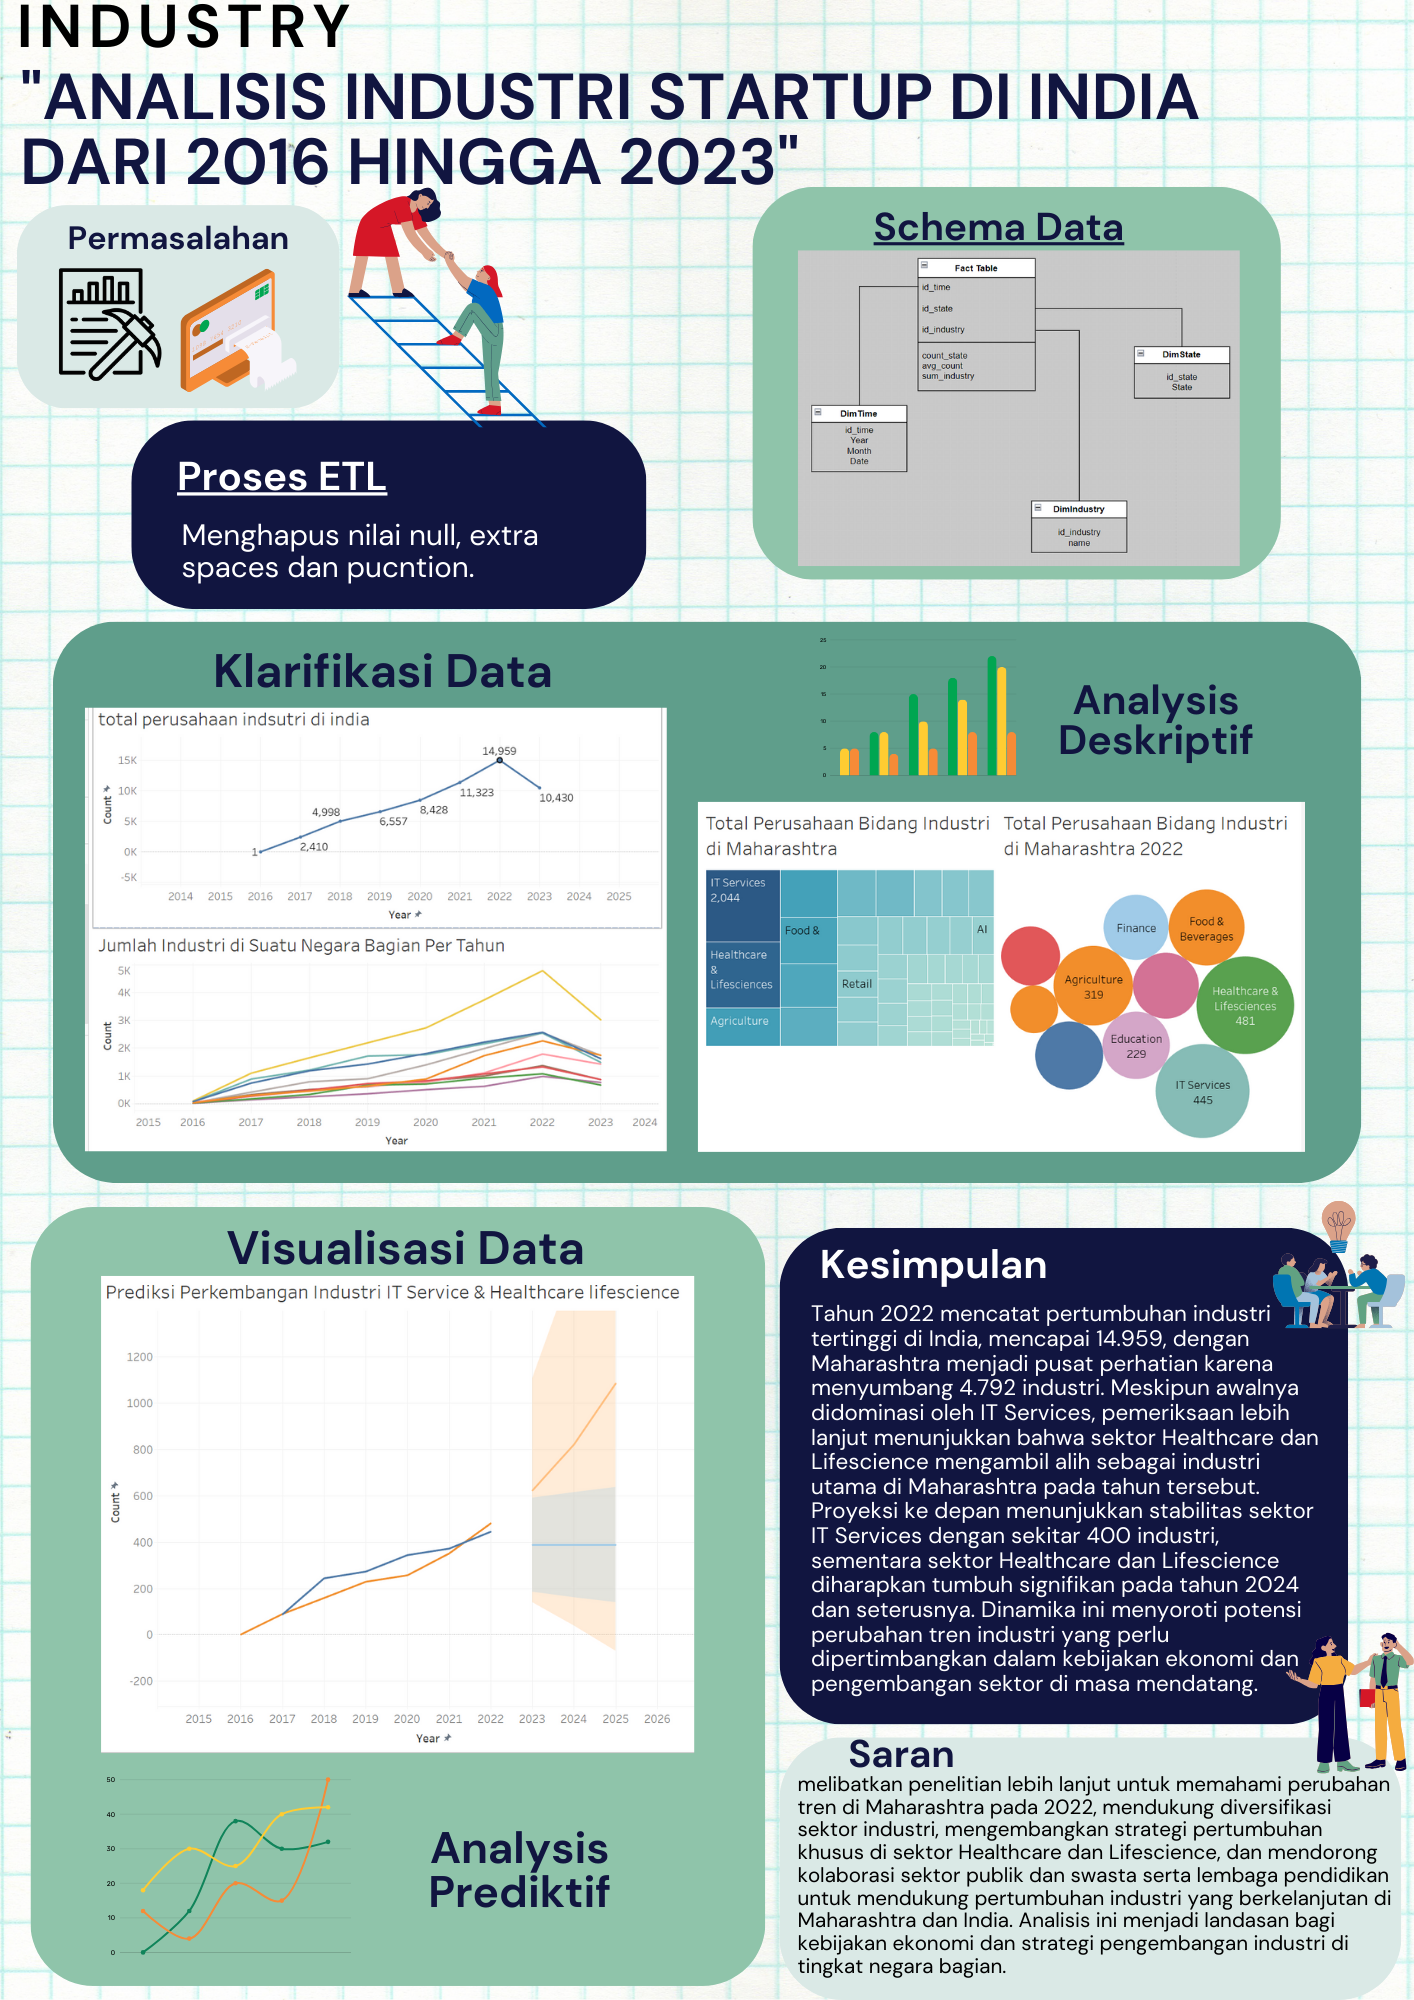 INDUSTRY
"ANALISIS INDUSTRI STARTUP DI INDIA
DARI 2016 HINGGA 2023"
Permasalahan
Proses ETL
Menghapus nilai null, extra
spaces dan pucntion.
Schema Data
Fact Table
id_time
id_state
id_industry
count_state
avg_count
sum_industry
DimState
id_state
State
DimTime
id_time
Year
Month
Date
DimIndustry
id_industry
name
Klarifikasi Data
total perusahaan indsutri di india
15K
10K
5K
0K
-5K
Count
1
2,410
4,998
6,557
8,428
11,323
14,959
10,430
2014 2015 2016 2017 2018 2019 2020 2021 2022 2023 2024 2025
Year
Jumlah Industri di Suatu Negara Bagian Per Tahun
5K
4K
3K
2K
1K
0K
Count
2015 2016 2017 2018 2019 2020 2021 2022 2023 2024
Year
25
20
15
10
5
0
Analysis
Deskriptif
Total Perusahaan Bidang Industri
di Maharashtra
IT Services
2,044
Healthcare
&
Lifesciences
Agriculture
Food &
Retail
AI
Total Perusahaan Bidang Industri
di Maharashtra 2022
Finance
Food &
Beverages
Agriculture
319
Healthcare &
Lifesciences
481
Education
229
IT Services
445
Visualisasi Data
Prediksi Perkembangan Industri IT Service & Healthcare lifescience
1200
1000
800
600
400
200
0
-200
Count
2015 2016 2017 2018 2019 2020 2021 2022 2023 2024 2025 2026
Year
50
40
30
20
10
0
Analysis
Prediktif
Kesimpulan
Tahun 2022 mencatat pertumbuhan industri
tertinggi di India, mencapai 14.959, dengan
Maharashtra menjadi pusat perhatian karena
menyumbang 4.792 industri. Meskipun awalnya
didominasi oleh IT Services, pemeriksaan lebih
lanjut menunjukkan bahwa sektor Healthcare dan
Lifescience mengambil alih sebagai industri
utama di Maharashtra pada tahun tersebut.
Proyeksi ke depan menunjukkan stabilitas sektor
IT Services dengan sekitar 400 industri,
sementara sektor Healthcare dan Lifescience
diharapkan tumbuh signifikan pada tahun 2024
dan seterusnya. Dinamika ini menyoroti potensi
perubahan tren industri yang perlu
dipertimbangkan dalam kebijakan ekonomi dan
pengembangan sektor di masa mendatang.
Saran
melibatkan penelitian lebih lanjut untuk memahami perubahan
tren di Maharashtra pada 2022, mendukung diversifikasi
sektor industri, mengembangkan strategi pertumbuhan
khusus di sektor Healthcare dan Lifescience, dan mendorong
kolaborasi sektor publik dan swasta serta lembaga pendidikan
untuk mendukung pertumbuhan industri yang berkelanjutan di
Maharashtra dan India. Analisis ini menjadi landasan bagi
kebijakan ekonomi dan strategi pengembangan industri di
tingkat negara bagian.